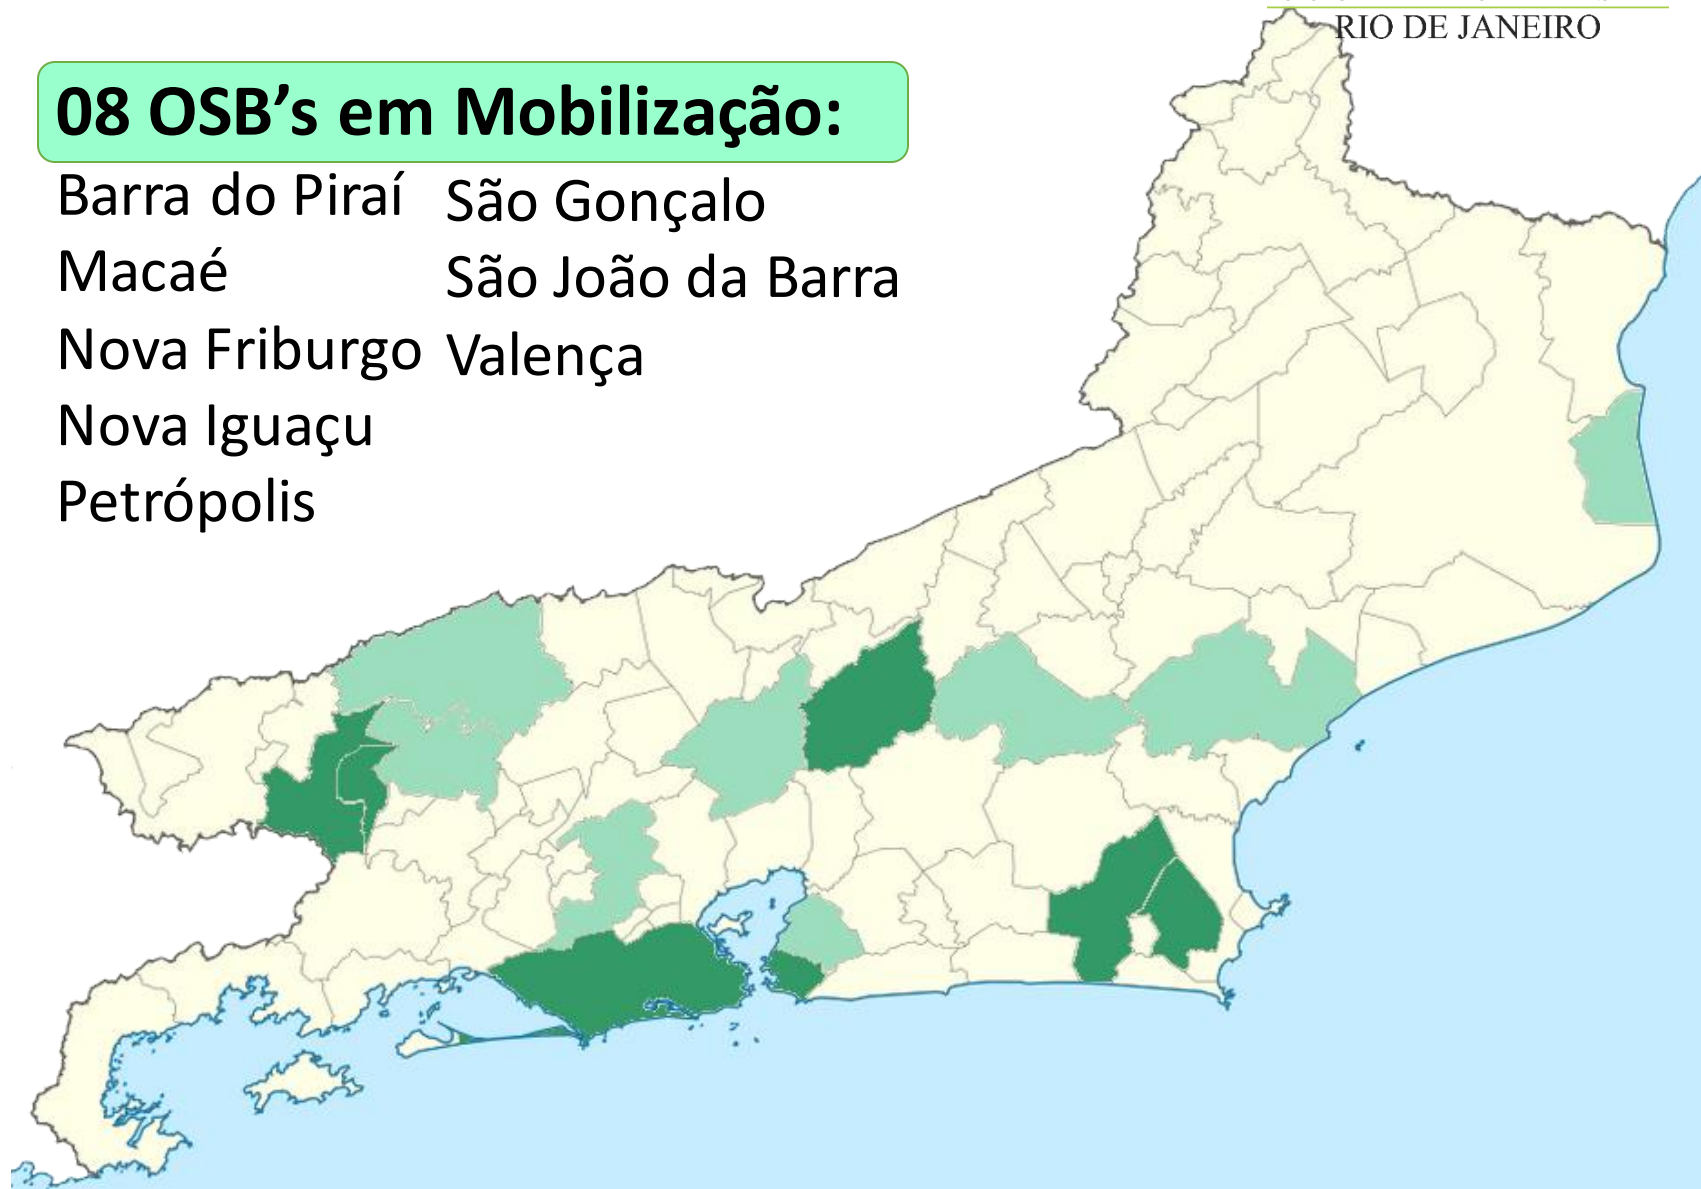 RIO DE JANEIRO
08 OSB’s em Mobilização:
Barra do Piraí
Macaé
Nova Friburgo
Nova Iguaçu
Petrópolis
São Gonçalo
São João da Barra
Valença